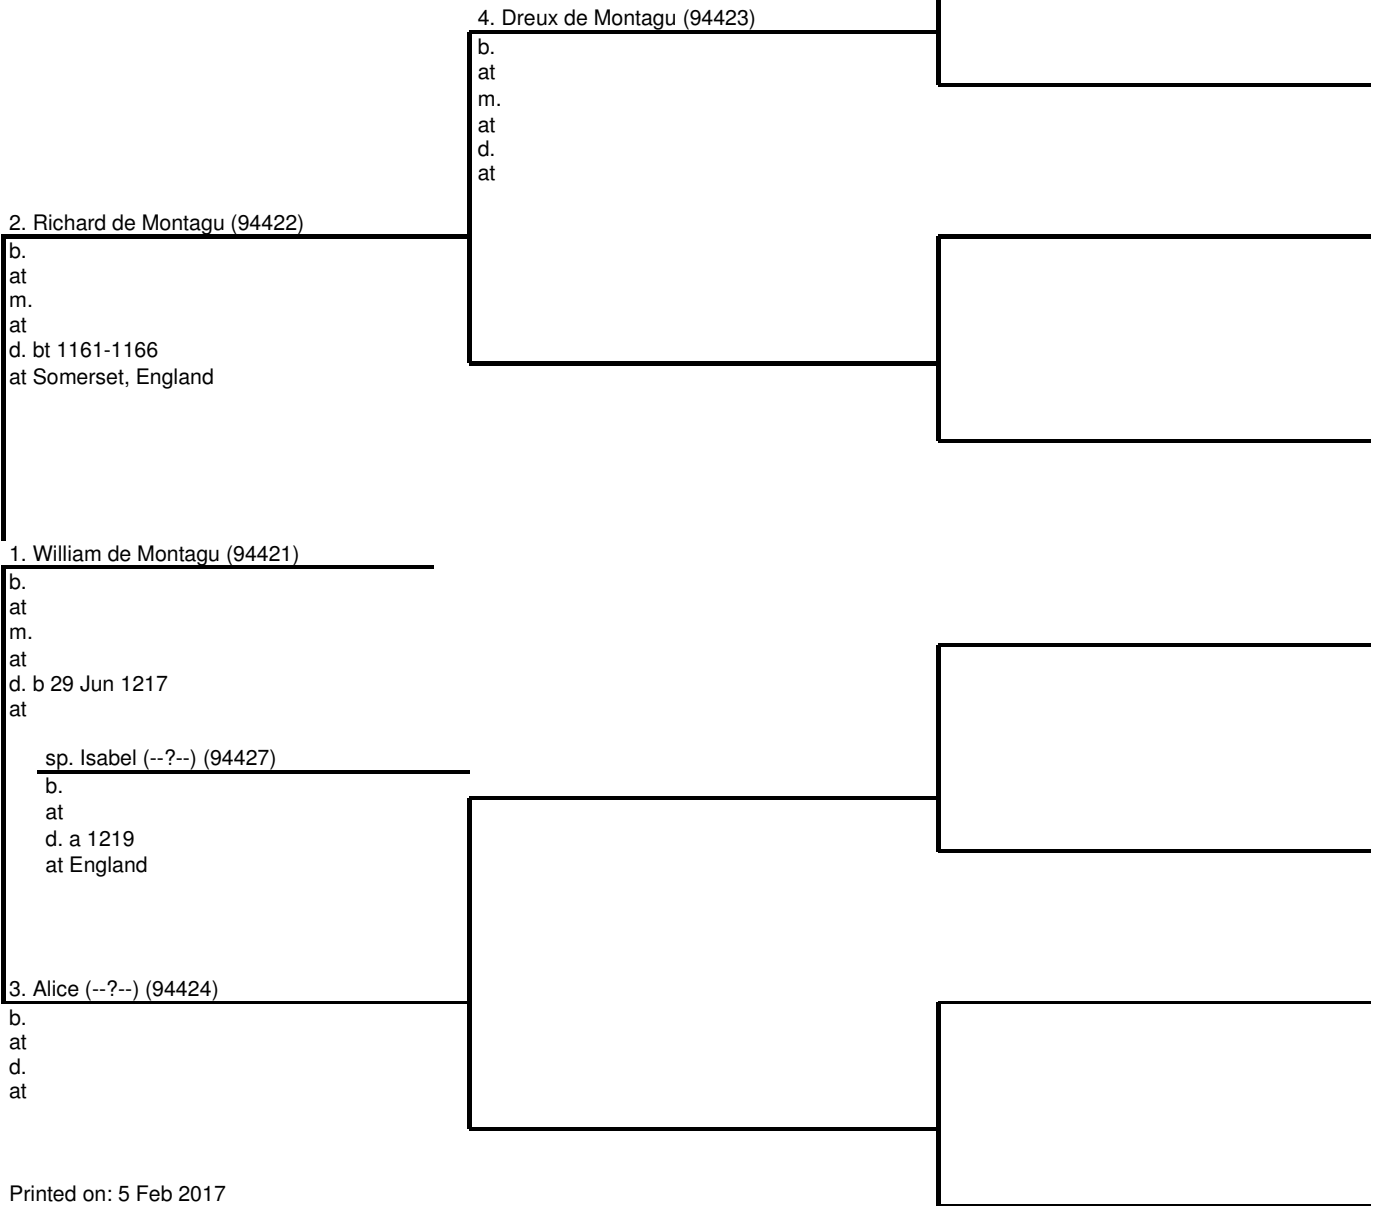 4. Dreux de Montagu (94423)
b.
at
m.
at
d.
at
2. Richard de Montagu (94422)
b.
at
m.
at
d. bt 1161-1166
at Somerset, England
1. William de Montagu (94421)
b.
at
m.
at
d. b 29 Jun 1217
at
sp. Isabel (--?--) (94427)
b.
at
d. a 1219
at England
3. Alice (--?--) (94424)
b.
at
d.
at
Printed on: 5 Feb 2017